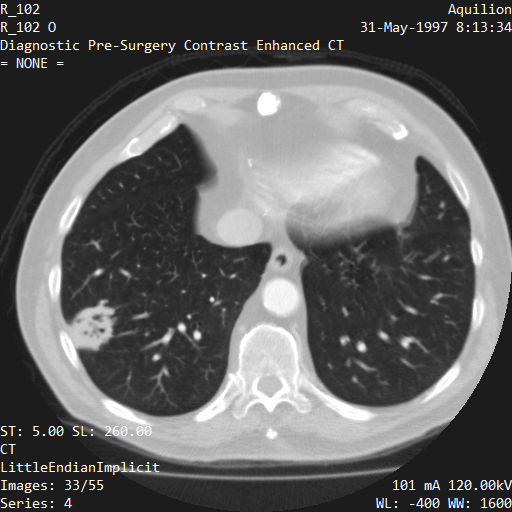 R_102
Aquilion
R_102 O
31-May-1997 8:13:34
Diagnostic Pre-Surgery Contrast Enhanced CT
= NONE =
ST: 5.00 SL: 260.00
CT
LittleEndianImplicit
Images: 33/55
101 mA 120.00kV
Series: 4
WL: -400 WW: 1600